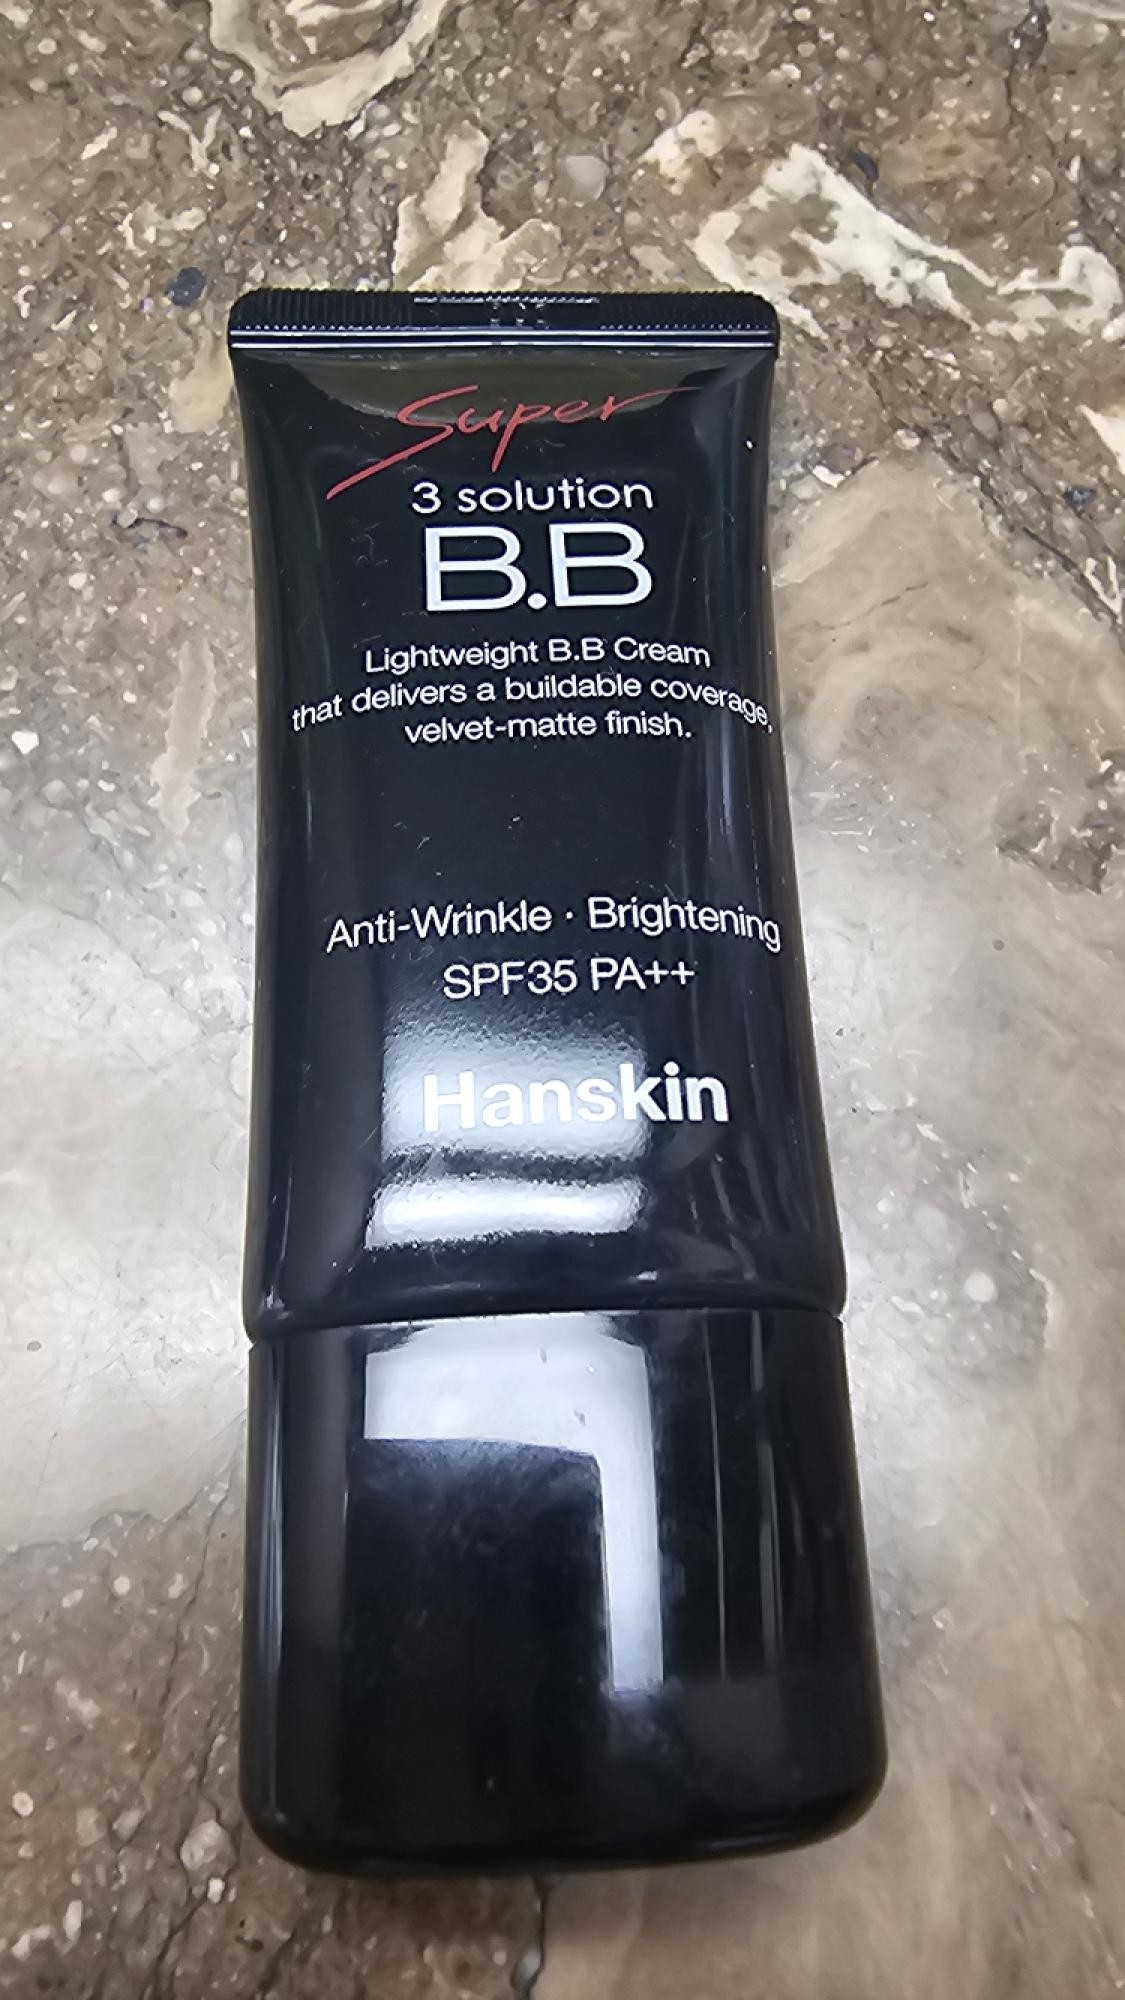 Super
3 solution
B.B
Lightweight B.B Cream
that delivers a buildable coverage,
velvet-matte finish.
Anti-Wrinkle · Brightening
SPF35 PA++
Hanskin